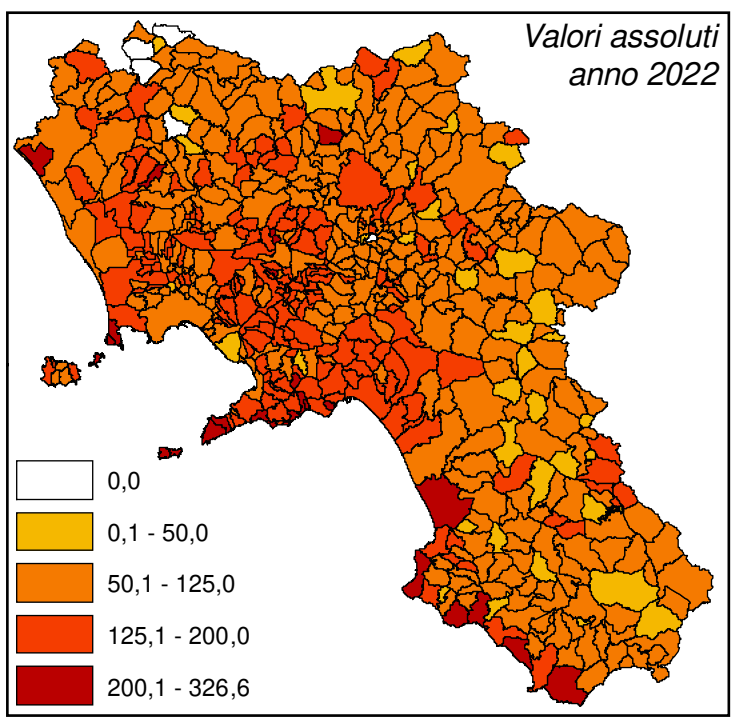 Valori assoluti
anno 2022
0,0
0,1 - 50,0
50,1 - 125,0
125,1 - 200,0
200,1 - 326,6